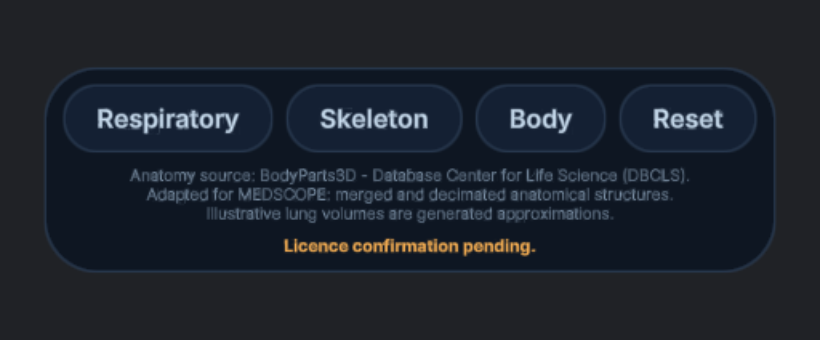 Respiratory Skeleton Body Reset
Anatomy source: BodyParts3D - Database Center for Life Science (DBCLS).
Adapted for MEDSCOPE: merged and decimated anatomical structures.
Illustrative lung volumes are generated approximations.
Licence confirmation pending.